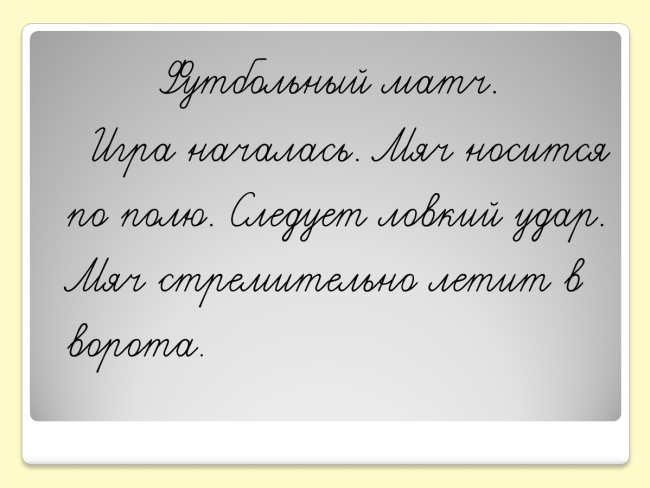 Футбольный матч.
Игра началась. Мяч носится
по полю. Следует ловкий удар.
Мяч стремительно летит в
ворота.